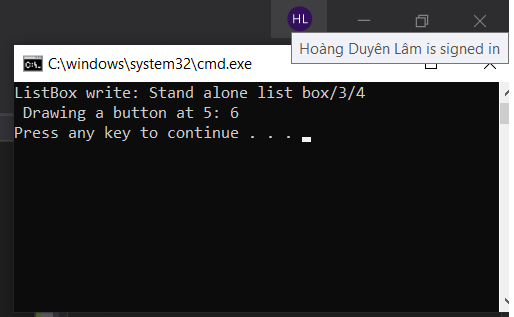 HL
Hoàng Duyên Lâm is signed in
C:\windows\system32\cmd.exe
ListBox write: Stand alone list box/3/4
 Drawing a button at 5: 6
Press any key to continue . . .